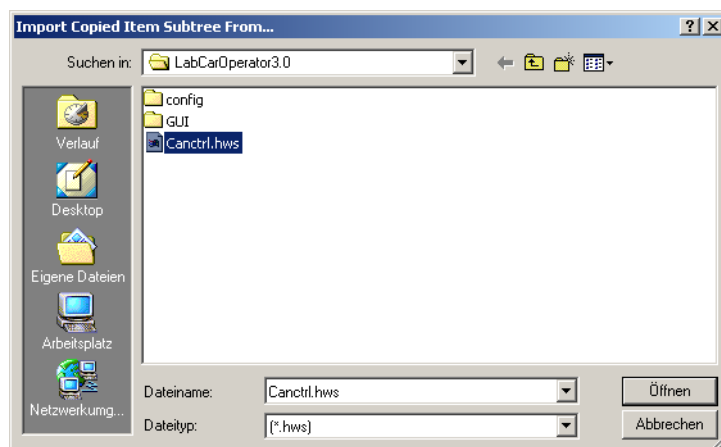 Import Copied Item Subtree From...
Suchen in:
LabCarOperator3.0
Verlauf
Desktop
Eigene Dateien
Arbeitsplatz
Netzwerkumg...
config
GUI
Canctrl.hws
Dateiname:
Canctrl.hws
Öffnen
Dateityp:
(*.hws)
Abbrechen